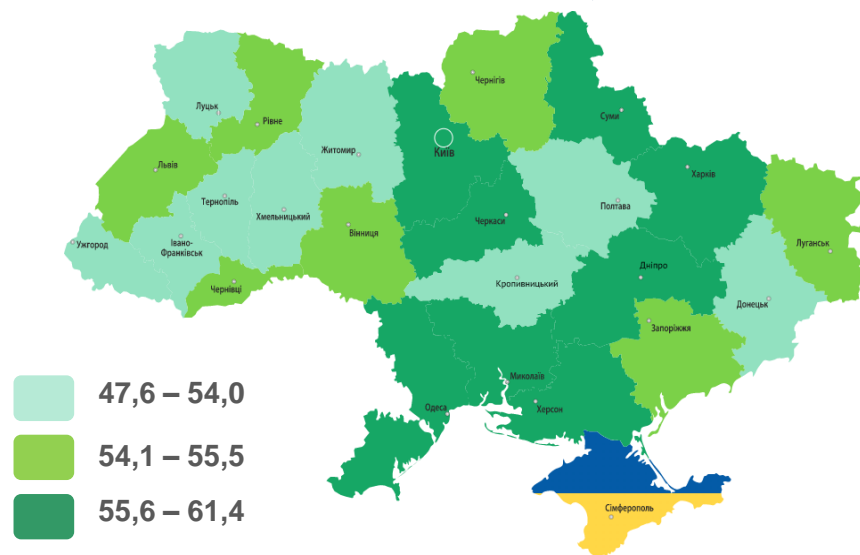 Чернігів
Луцьк
Рівне
Суми
Київ
Житомир
Львів
Харків
Тернопіль
Полтава
Хмельницький
Черкаси
Вінниця
Ужгород
Івано-
Франківськ
Луганськ
Дніпро
Чернівці
Кропивницький
Донецьк
Запоріжжя
Миколаїв
47,6 – 54,0
Одеса
Херсон
54,1 – 55,5
55,6 – 61,4
Сімферополь